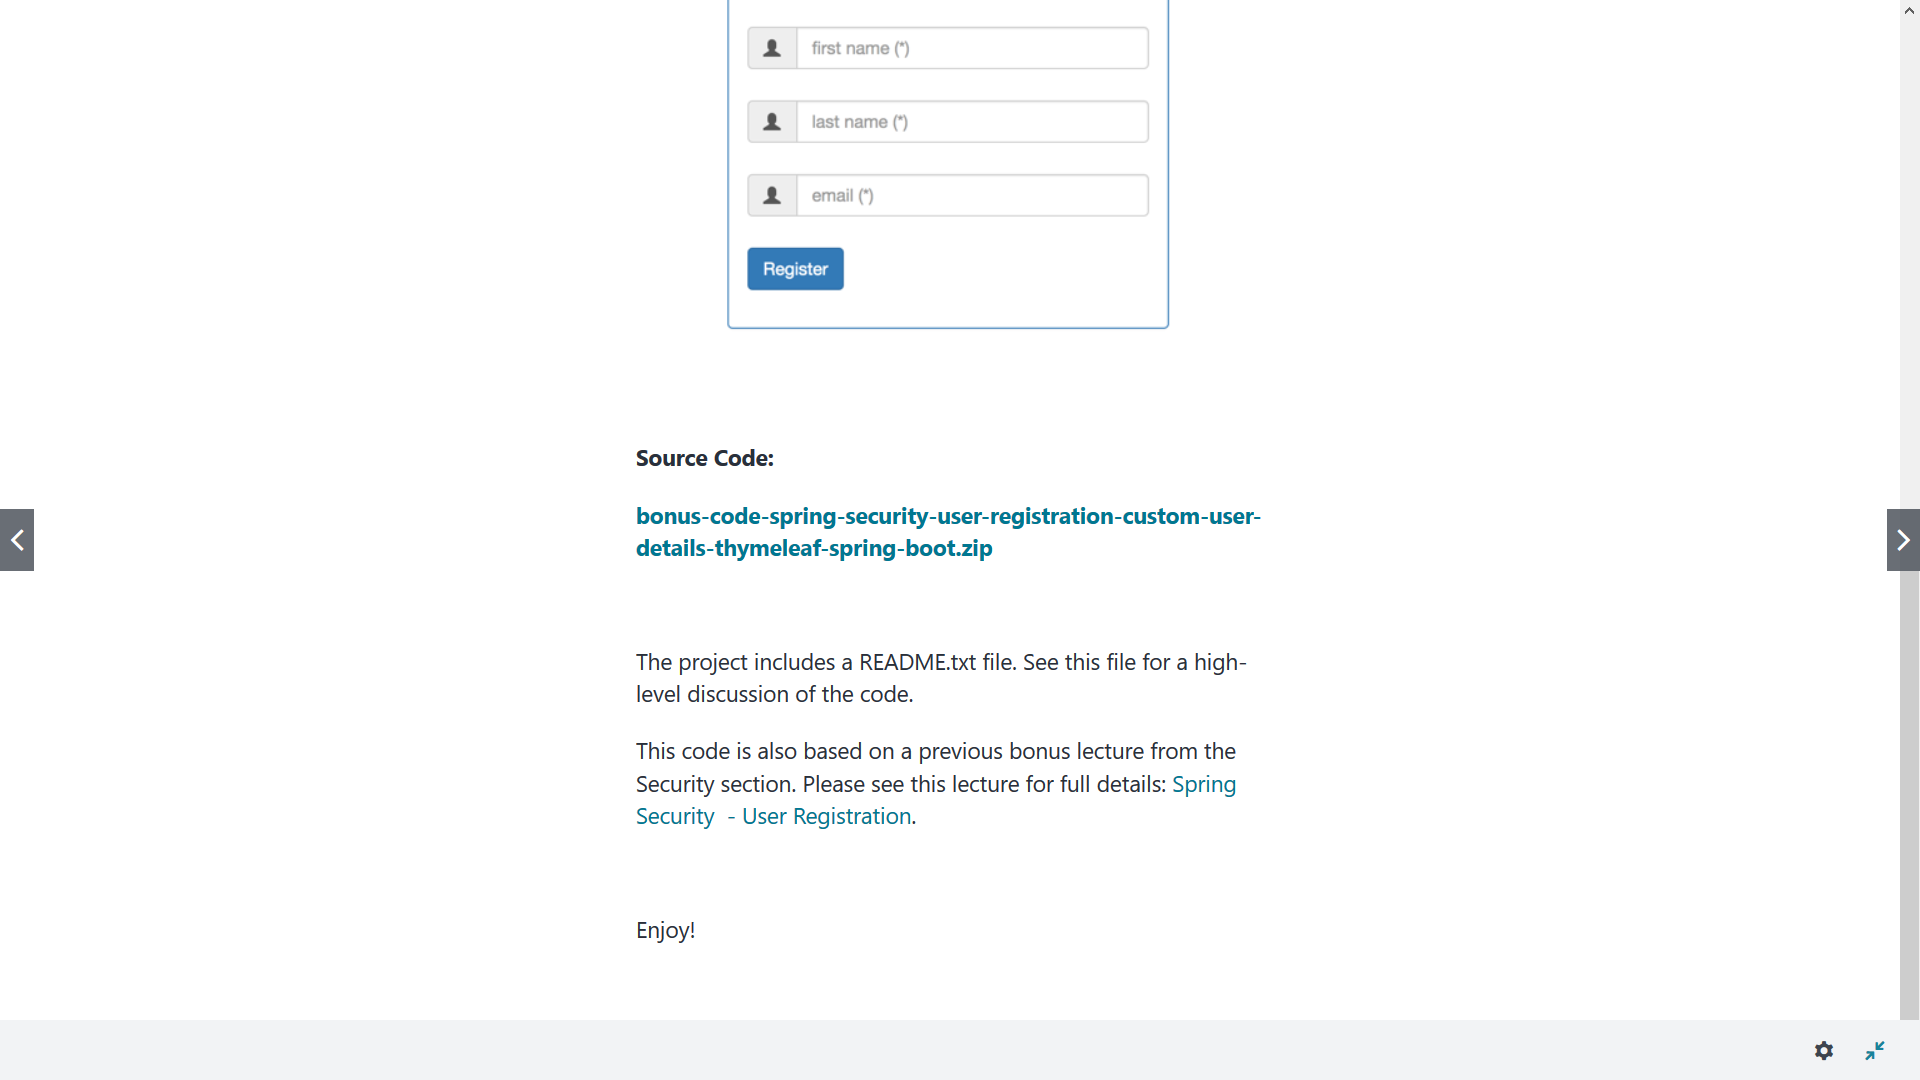 first name (*)
last name (*)
email (*)
Register
Source Code:
bonus-code-spring-security-user-registration-custom-user-
details-thymeleaf-spring-boot.zip
The project includes a README.txt file. See this file for a high-
level discussion of the code.
This code is also based on a previous bonus lecture from the
Security section. Please see this lecture for full details: Spring
Security  - User Registration.
Enjoy!